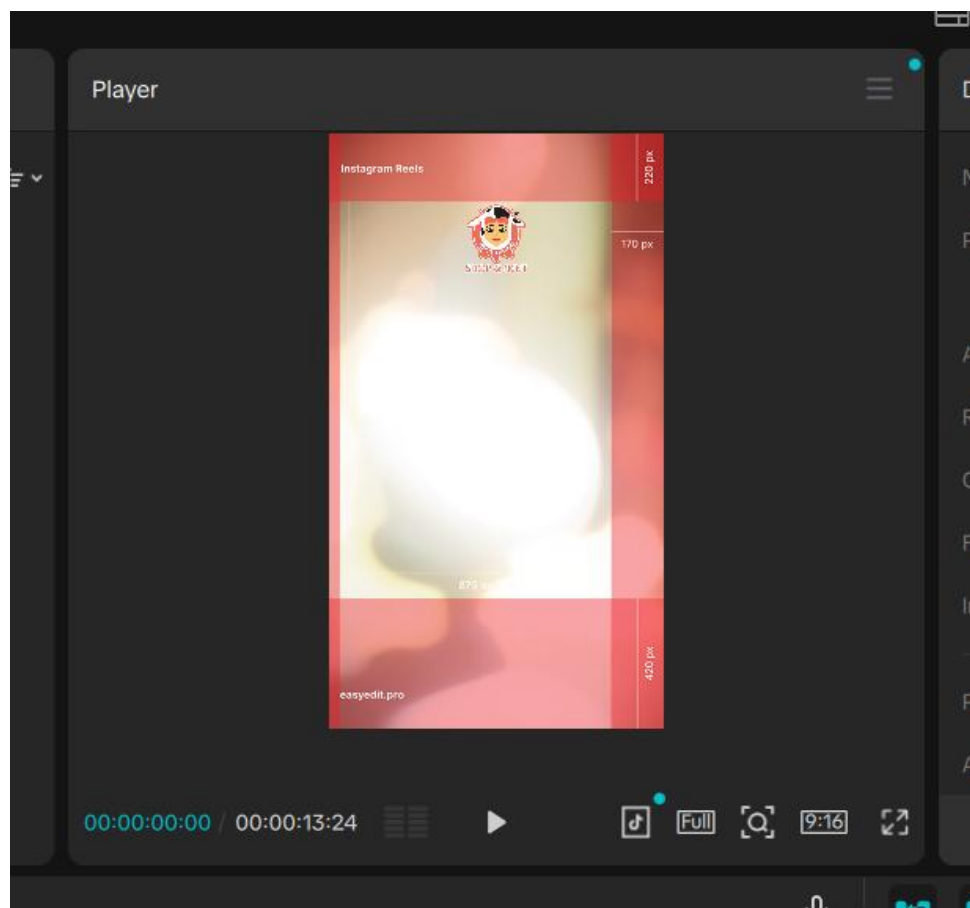 Player
Instagram Reels
220 px
170 px
420 px
easyedit.pro
00:00:00:00 / 00:00:13:24
Full
9:16